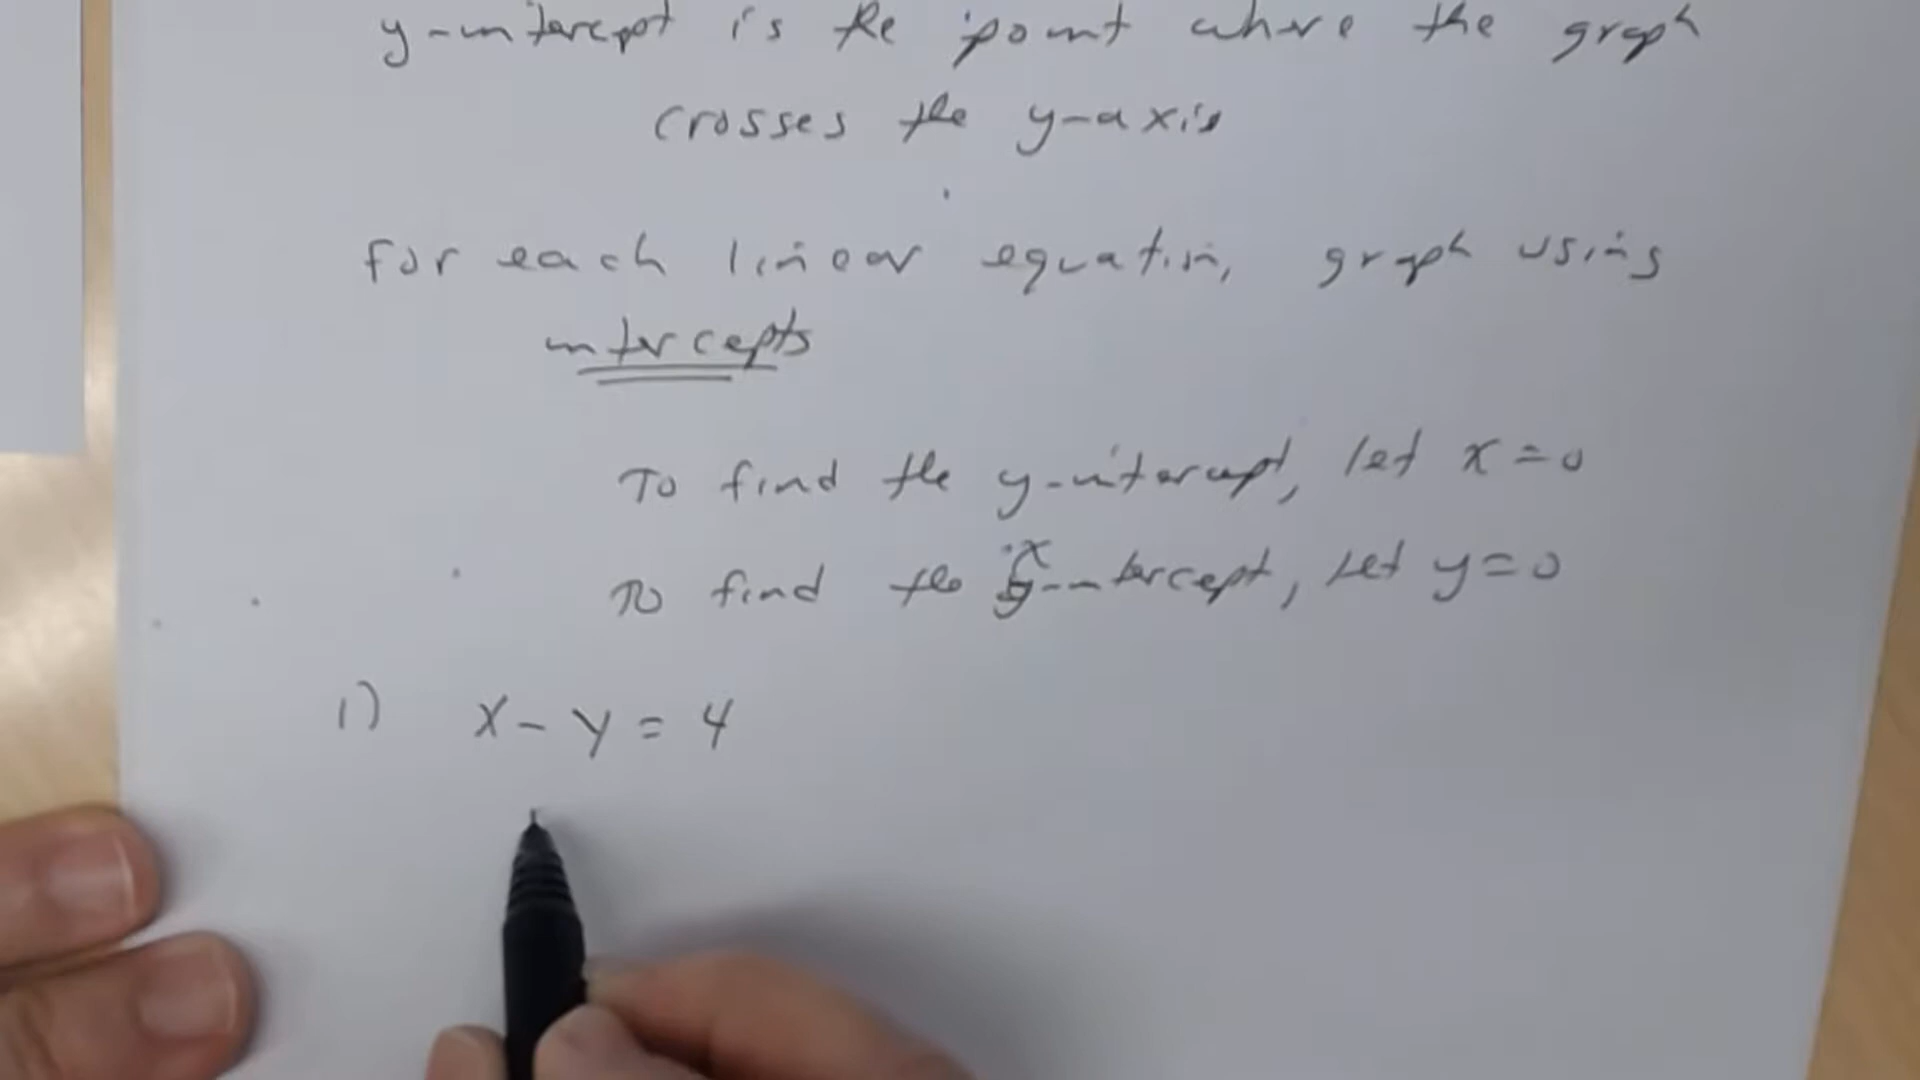 y-intercept is the point where the graph
crosses the y-axis
for each linear equation, graph using
intercepts
To find the y-intercept, let x=0
To find the x-intercept, let y=0
1) x - y = 4